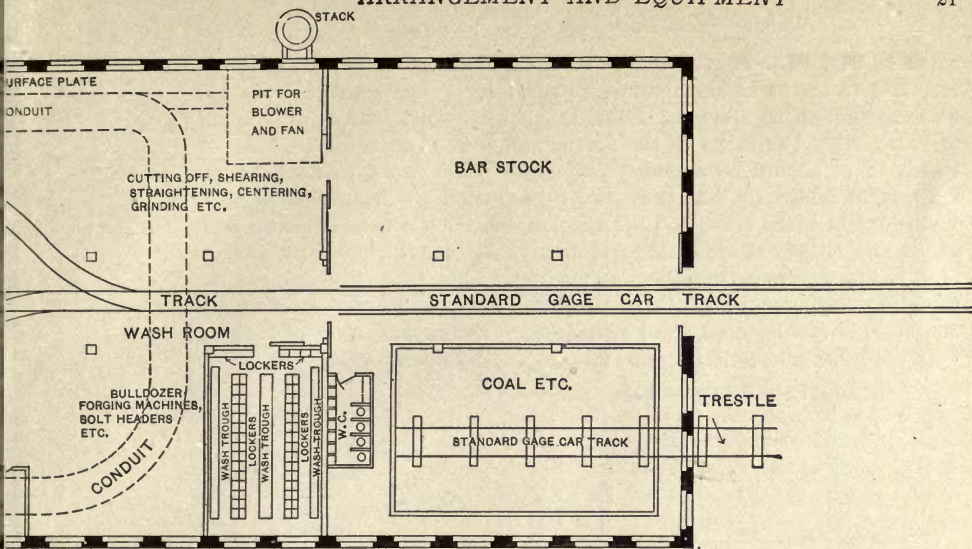 ARRANGEMENT AND EQUIPMENT 21
STACK
URFACE PLATE
ONDUIT
PIT FOR
BLOWER
AND FAN
CUTTING OFF, SHEARING,
STRAIGHTENING, CENTERING,
GRINDING ETC.
BAR STOCK
TRACK
STANDARD GAGE CAR TRACK
WASH ROOM
LOCKERS
BULLDOZER,
FORGING MACHINES,
BOLT HEADERS
ETC.
CONDUIT
WASH TROUGH
LOCKERS
WASH TROUGH
LOCKERS
WASH TROUGH
W.C.
COAL ETC.
STANDARD GAGE CAR TRACK
TRESTLE